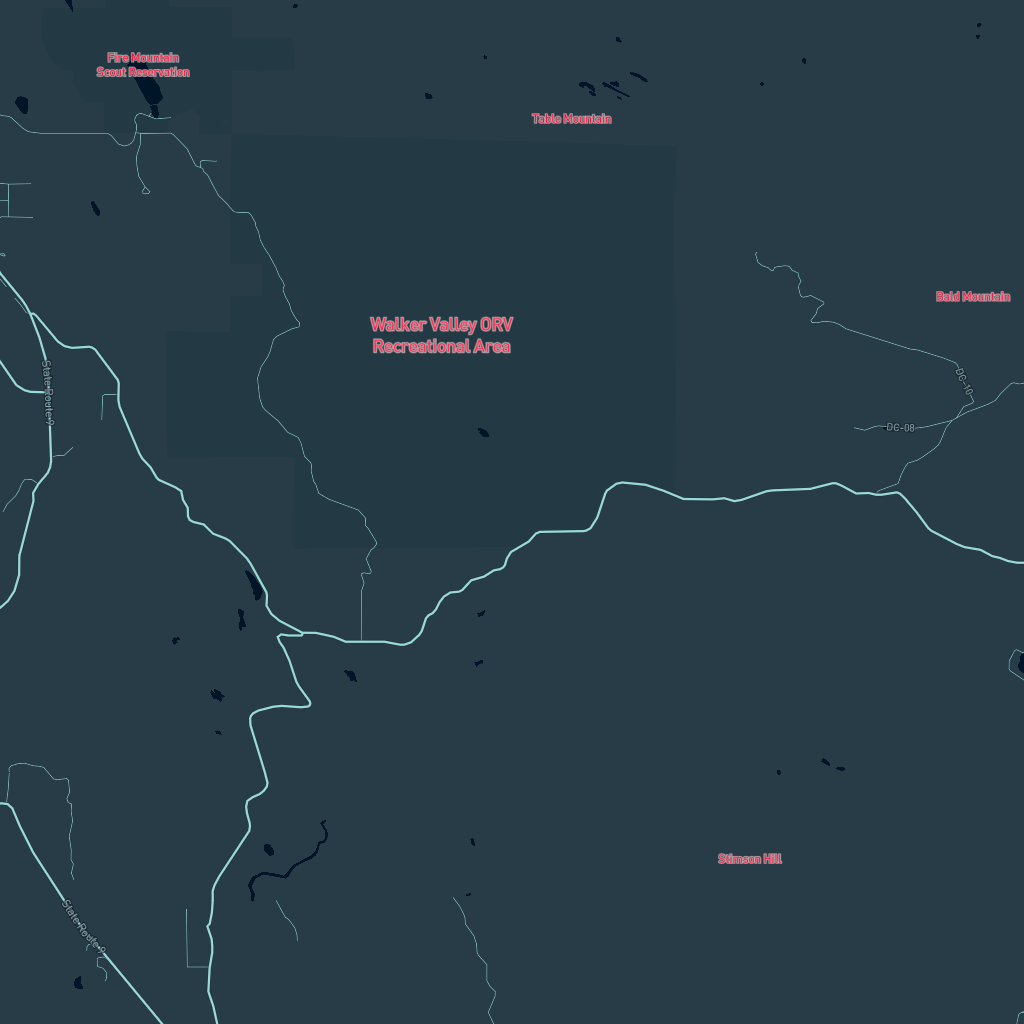 Fire Mountain
Scout Reservation
Table Mountain
Bald Mountain
Walker Valley ORV
Recreational Area
State Route 9
DC-10
DC-08
Stimson Hill
State Route 9